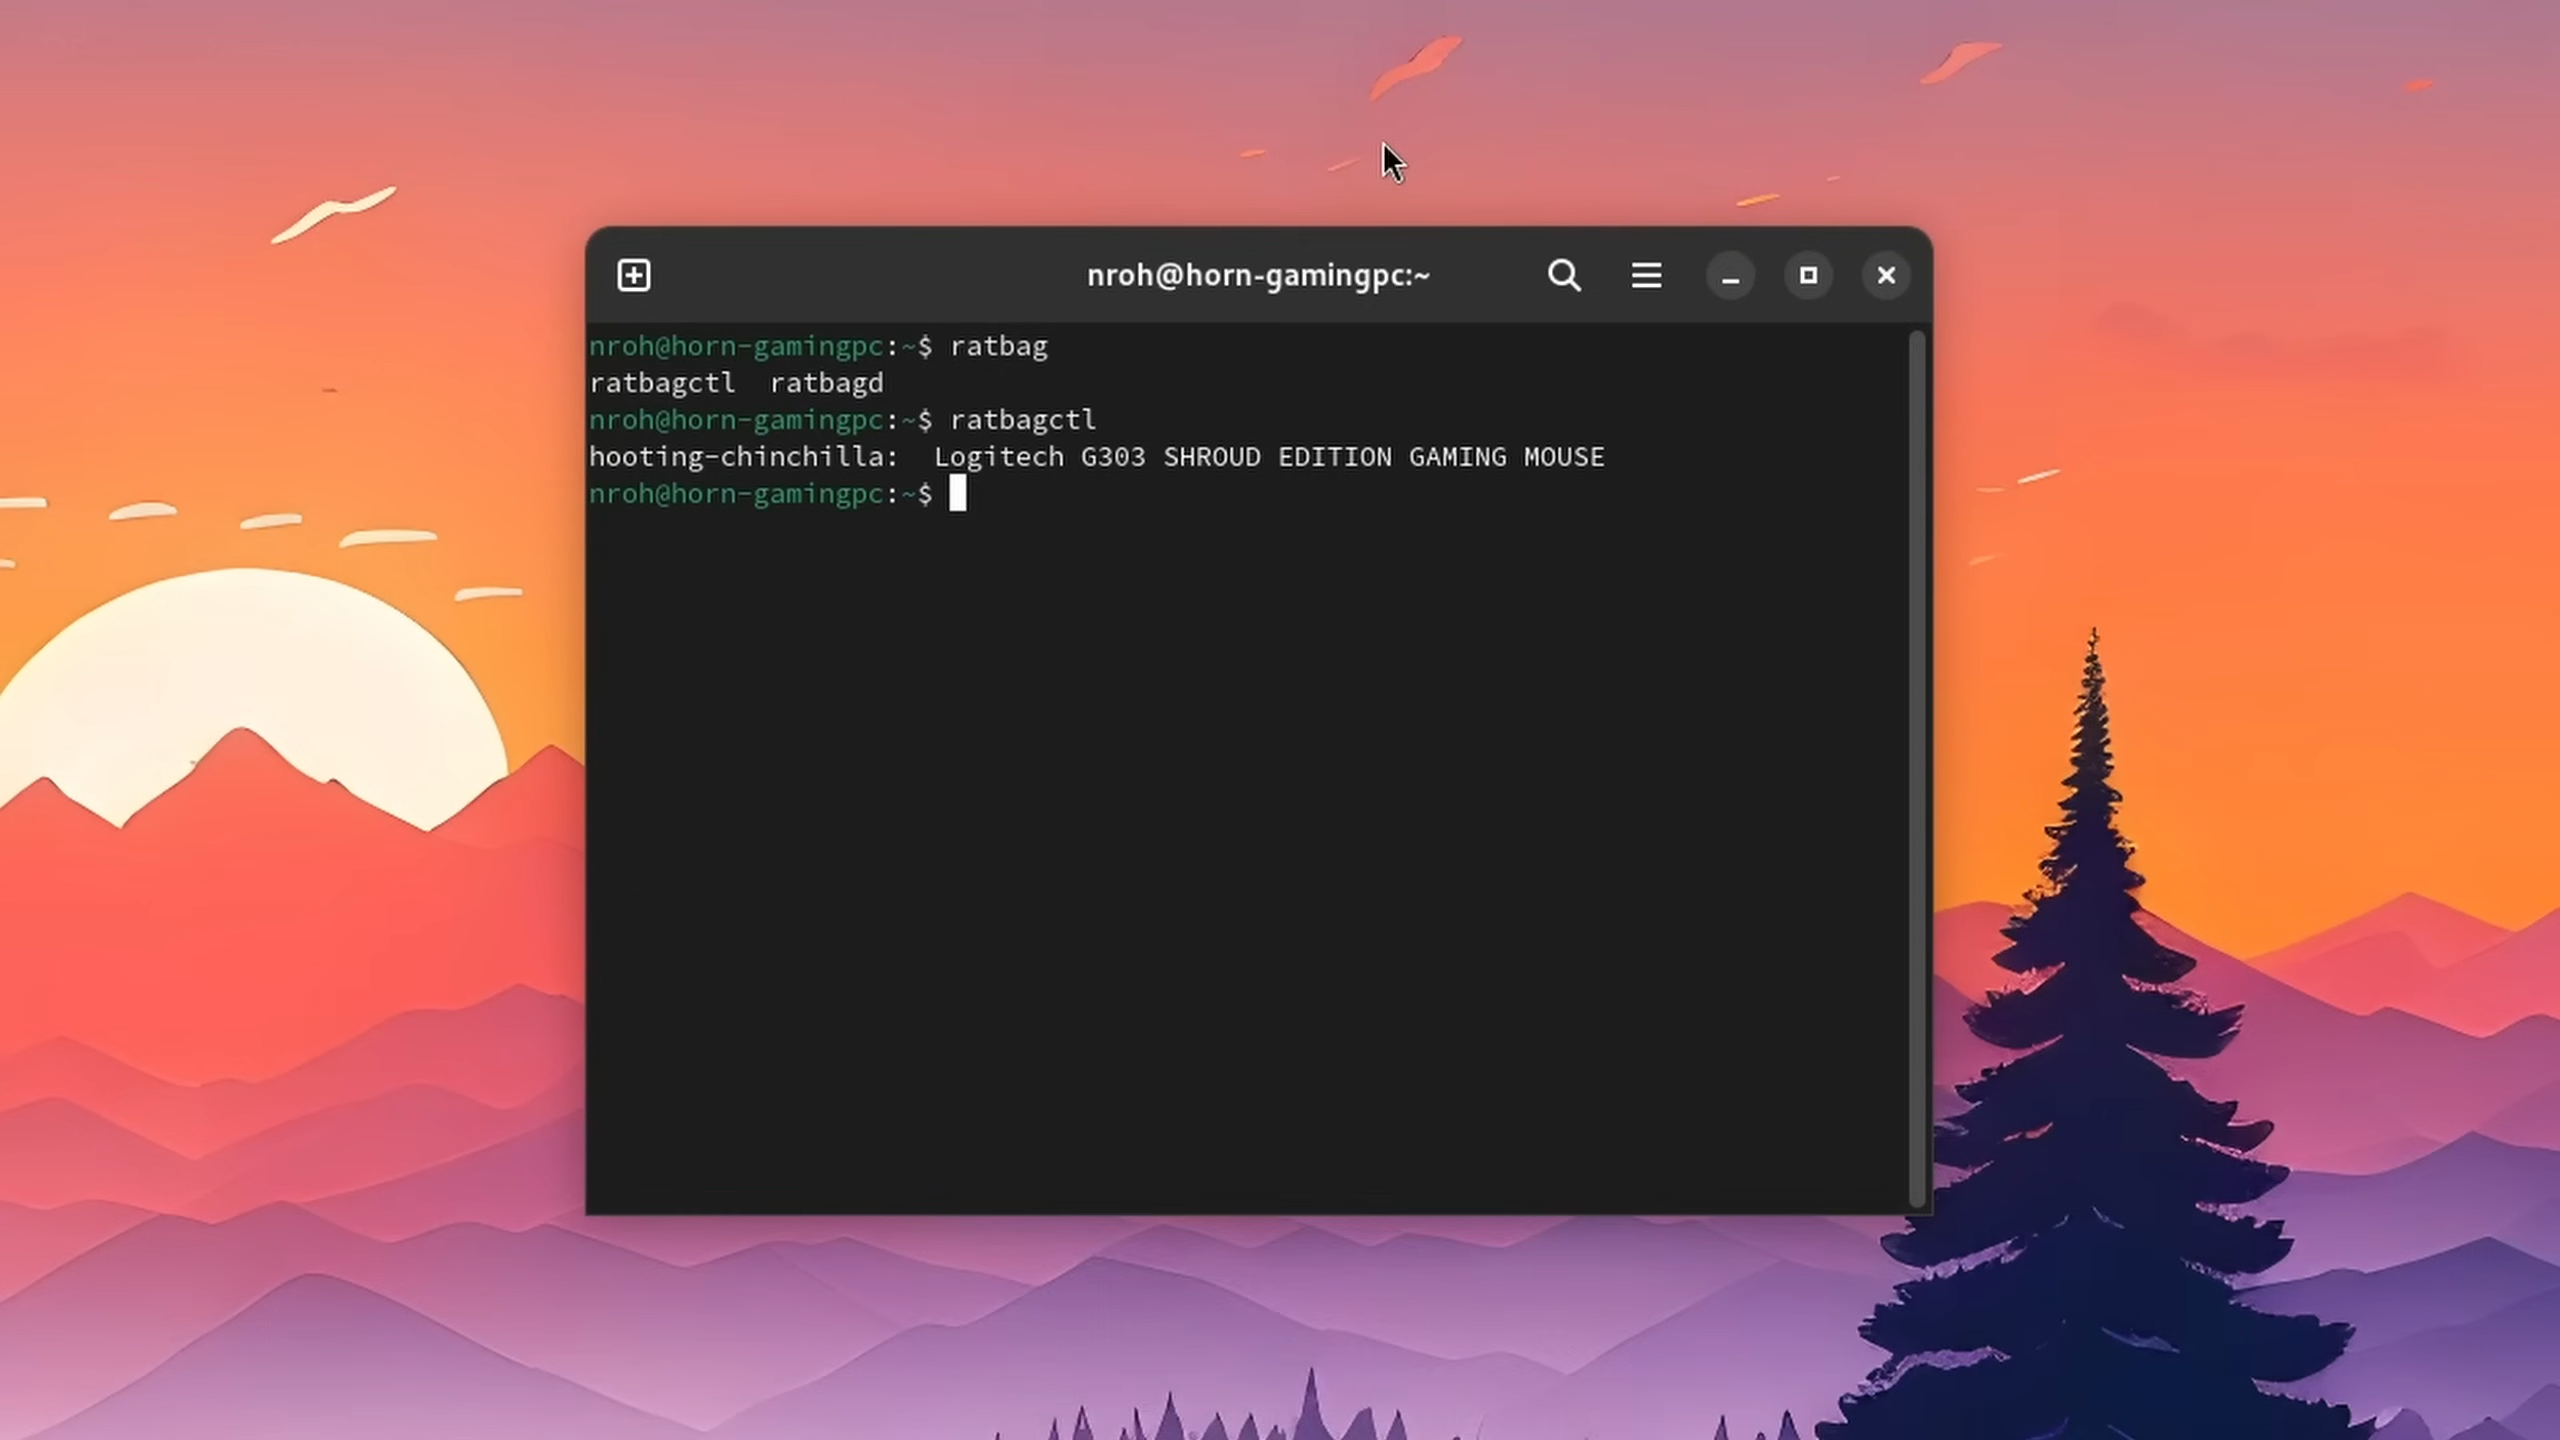 nroh@horn-gamingpc:~
nroh@horn-gamingpc:~$ ratbag
ratbagctl  ratbagd
nroh@horn-gamingpc:~$ ratbagctl
hooting-chinchilla:  Logitech G303 SHROUD EDITION GAMING MOUSE
nroh@horn-gamingpc:~$